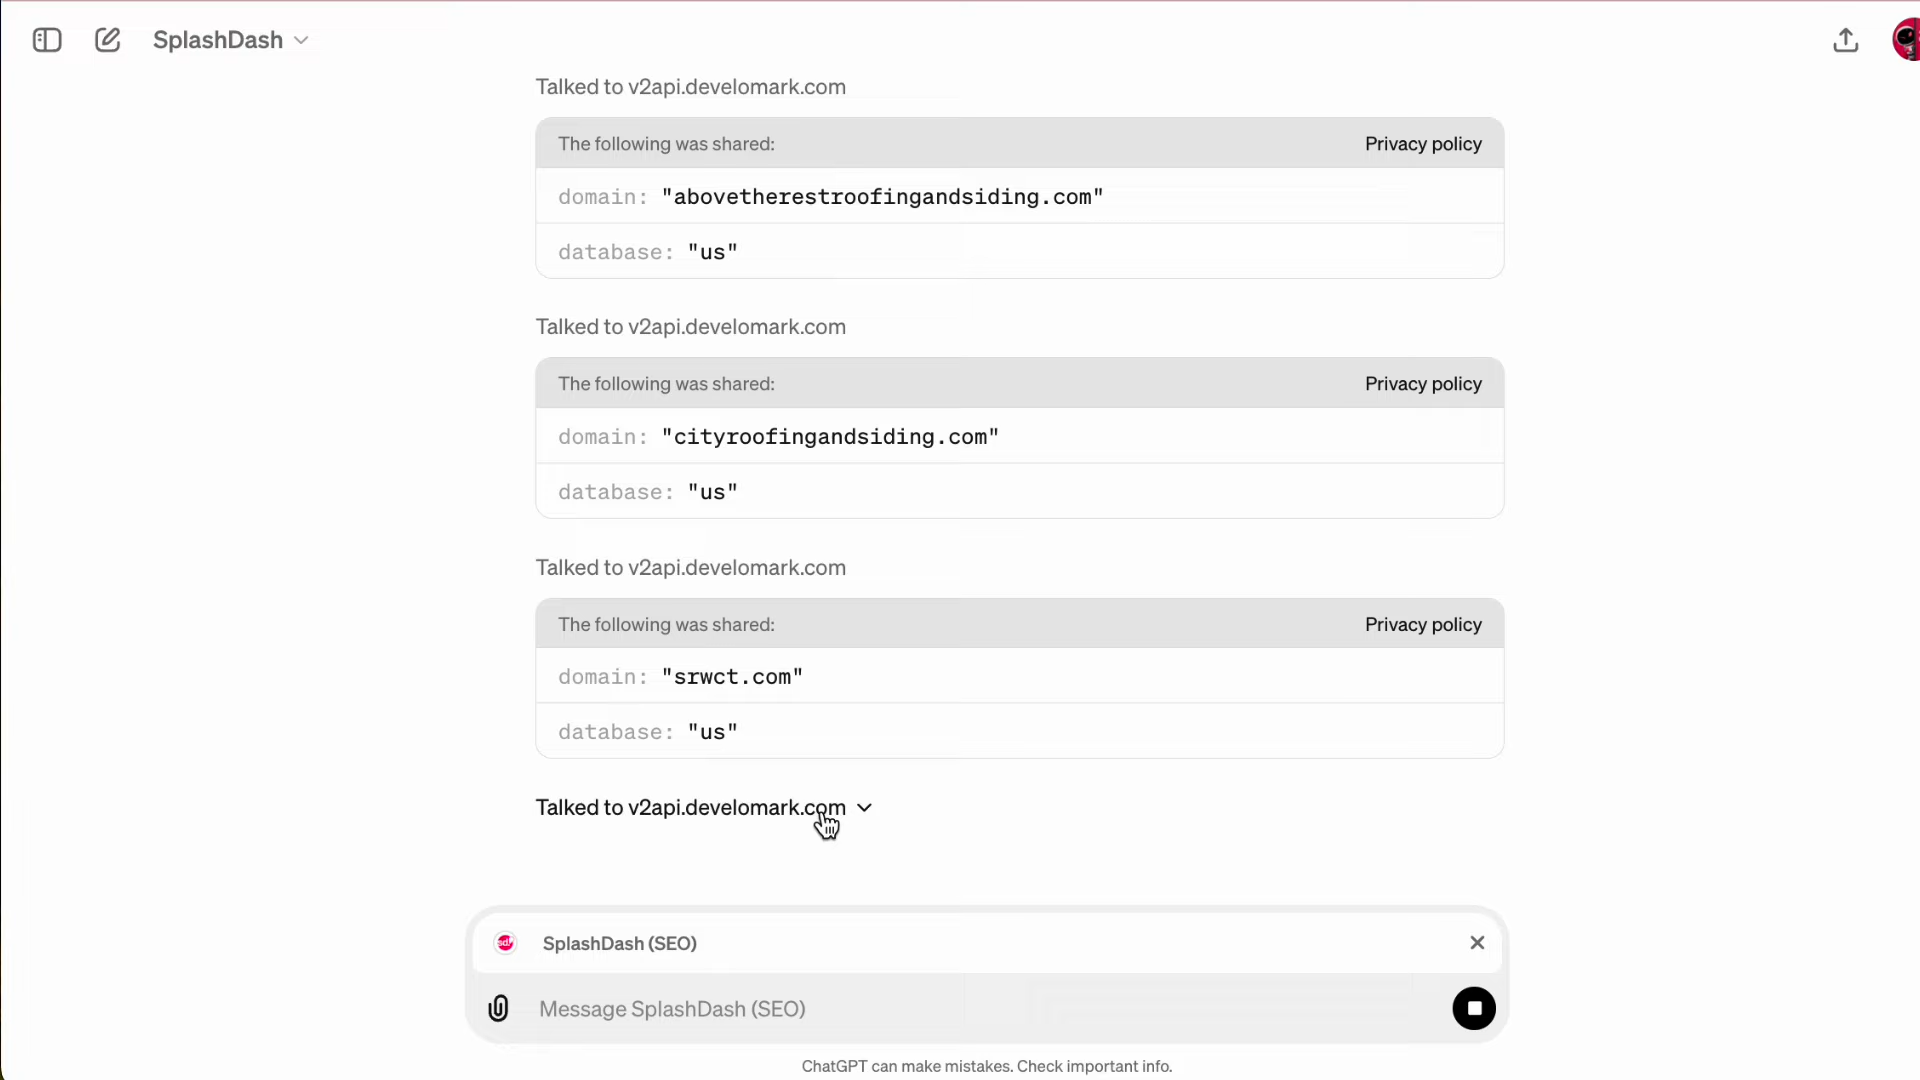 SplashDash
Talked to v2api.develomark.com
The following was shared: Privacy policy
domain: "abovetherestroofingandsiding.com"
database: "us"
Talked to v2api.develomark.com
The following was shared: Privacy policy
domain: "cityroofingandsiding.com"
database: "us"
Talked to v2api.develomark.com
The following was shared: Privacy policy
domain: "srwct.com"
database: "us"
Talked to v2api.develomark.com
sd
SplashDash (SEO)
Message SplashDash (SEO)
ChatGPT can make mistakes. Check important info.